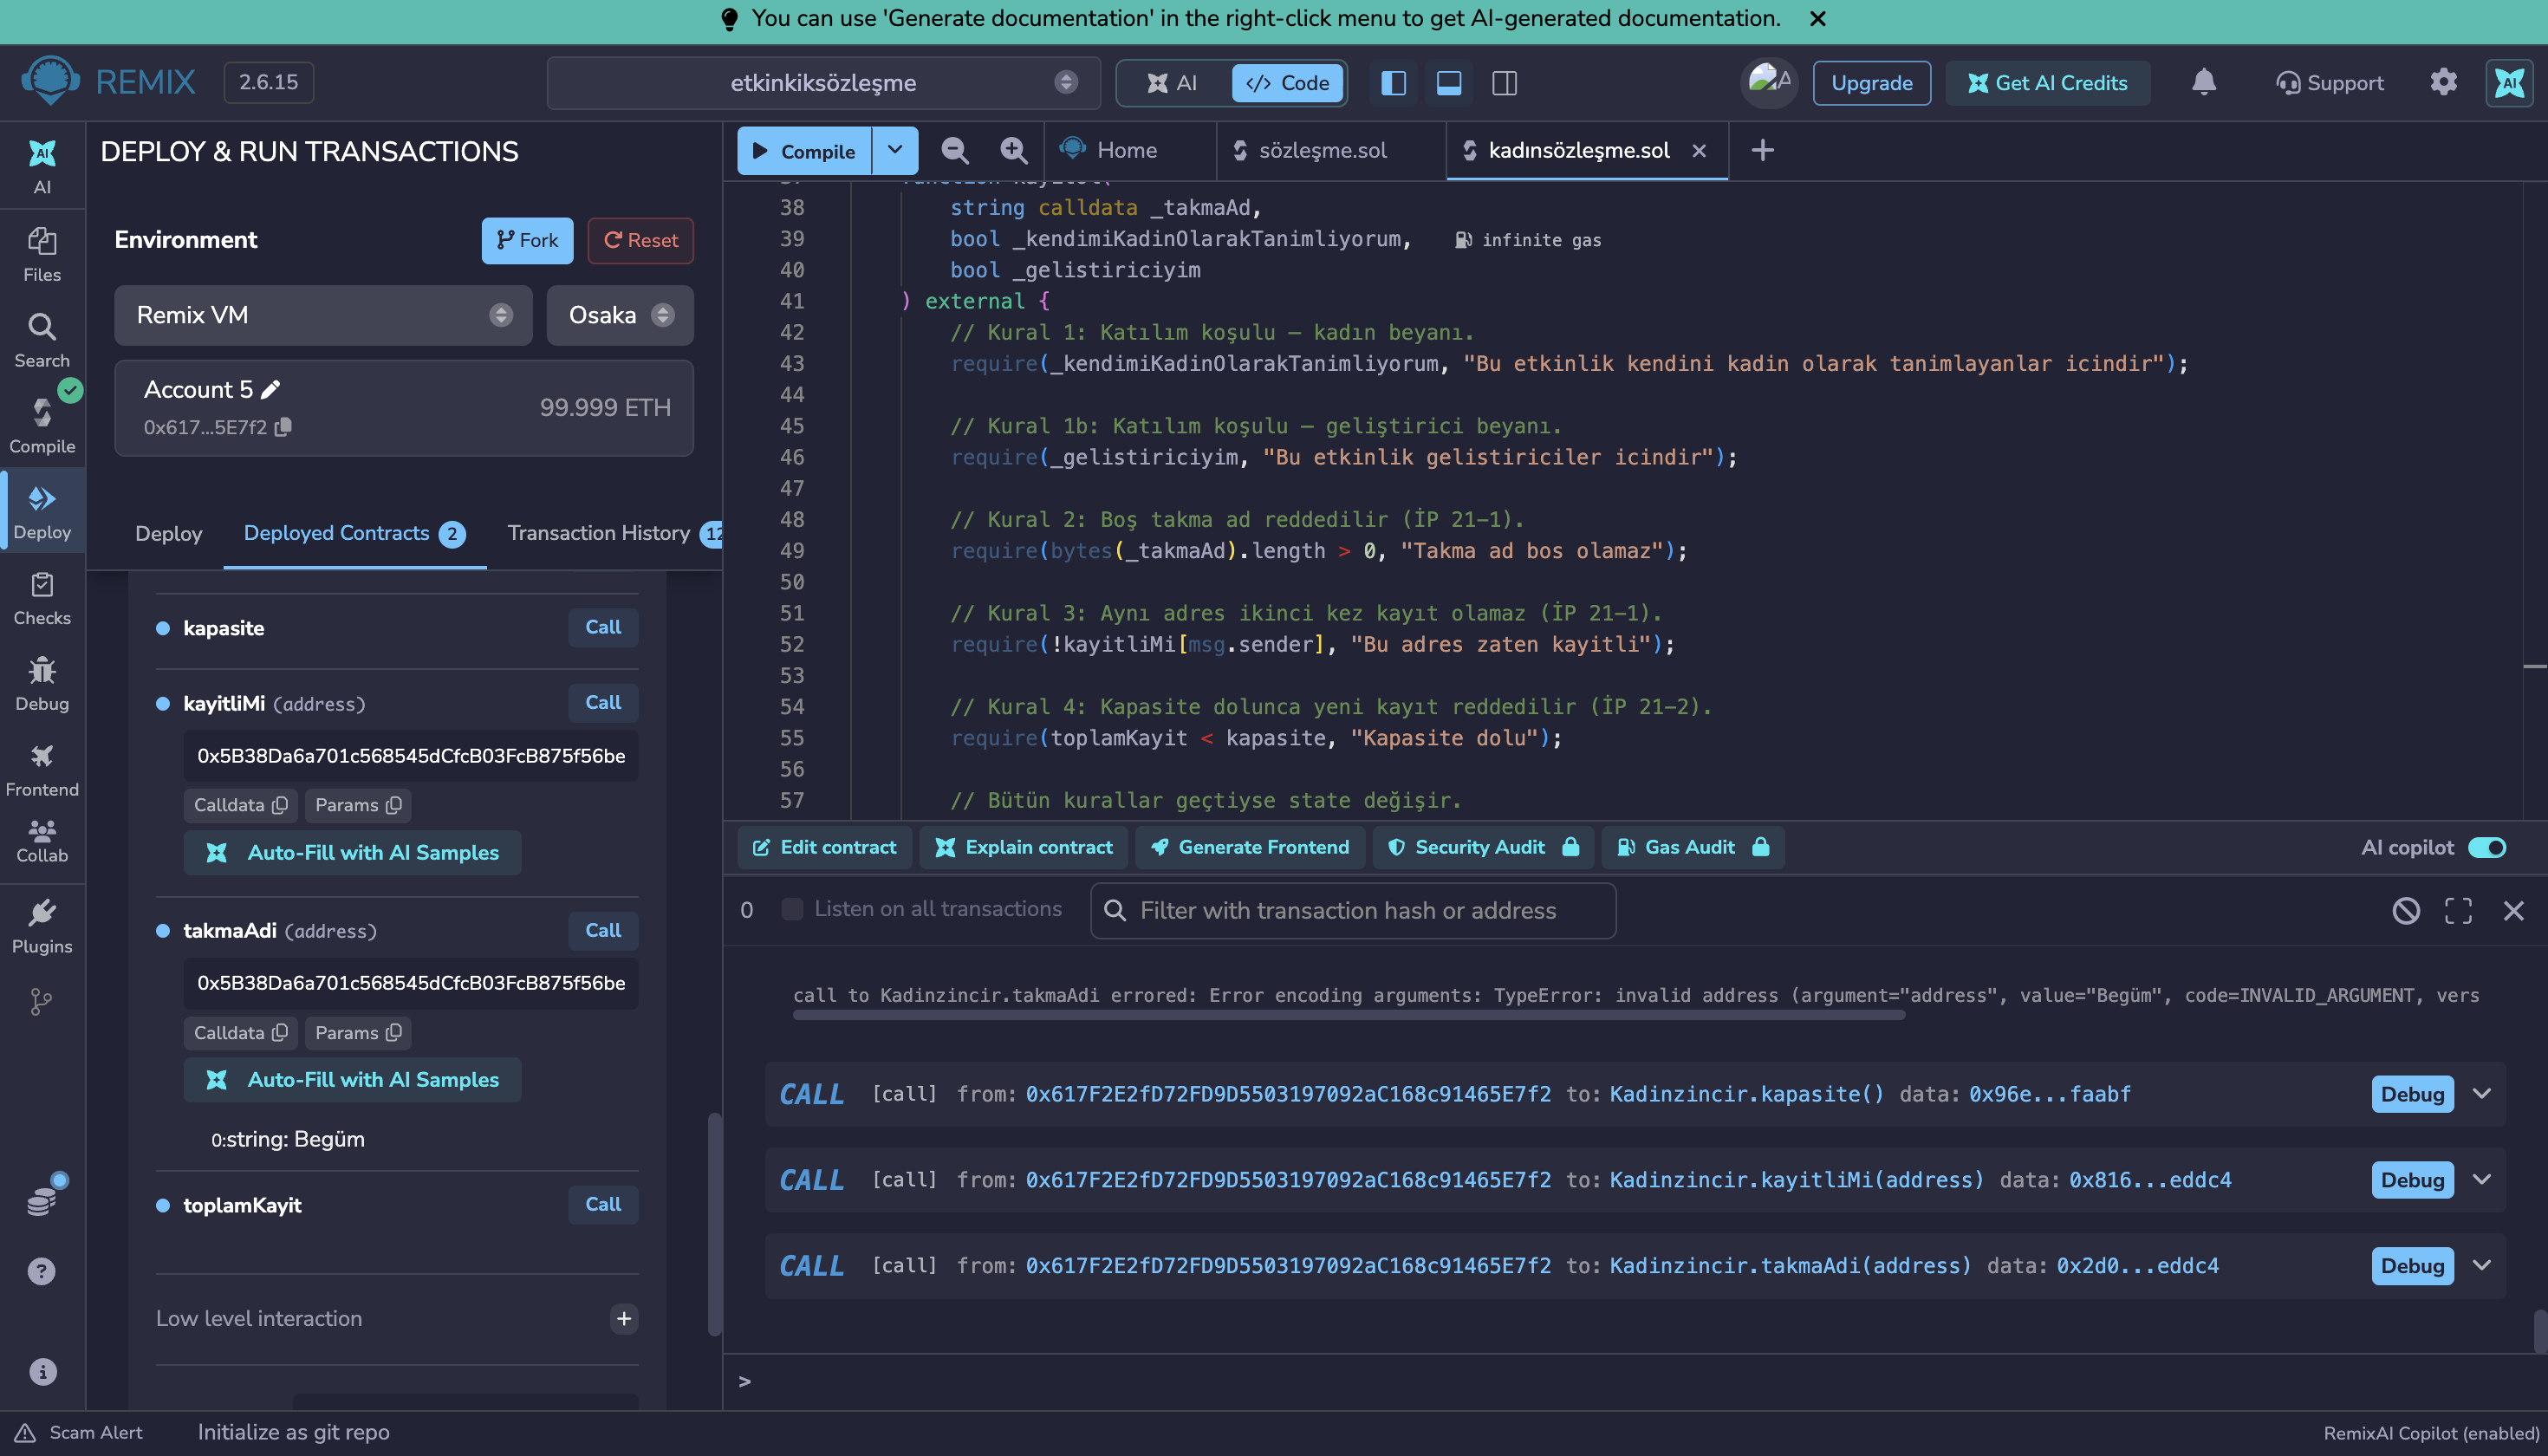 You can use 'Generate documentation' in the right-click menu to get AI-generated documentation.
REMIX 2.6.15
etkinkiksözleşme
AI
Code
Upgrade
Get AI Credits
Support
AI
AI
Files
Search
Compile
Deploy
Checks
Debug
Frontend
Collab
Plugins
DEPLOY & RUN TRANSACTIONS
Environment
Fork
Reset
Remix VM
Osaka
Account 5
99.999 ETH
0x617...5E7f2
Deploy
Deployed Contracts 2
Transaction History 12
kapasite
Call
kayitliMi (address)
Call
0x5B38Da6a701c568545dCfcB03FcB875f56be
Calldata
Params
Auto-Fill with AI Samples
takmaAdi (address)
Call
0x5B38Da6a701c568545dCfcB03FcB875f56be
Calldata
Params
Auto-Fill with AI Samples
0:string: Begüm
toplamKayit
Call
Low level interaction
Compile
Home
sözleşme.sol
kadınsözleşme.sol
38 string calldata _takmaAd,
39 bool _kendimiKadinOlarakTanimliyorum, infinite gas
40 bool _gelistiriciyim
41 ) external {
42 // Kural 1: Katılım koşulu — kadın beyanı.
43 require(_kendimiKadinOlarakTanimliyorum, "Bu etkinlik kendini kadin olarak tanimlayanlar icindir");
44
45 // Kural 1b: Katılım koşulu — geliştirici beyanı.
46 require(_gelistiriciyim, "Bu etkinlik gelistiriciler icindir");
47
48 // Kural 2: Boş takma ad reddedilir (İP 21-1).
49 require(bytes(_takmaAd).length > 0, "Takma ad bos olamaz");
50
51 // Kural 3: Aynı adres ikinci kez kayıt olamaz (İP 21-1).
52 require(!kayitliMi[msg.sender], "Bu adres zaten kayitli");
53
54 // Kural 4: Kapasite dolunca yeni kayıt reddedilir (İP 21-2).
55 require(toplamKayit < kapasite, "Kapasite dolu");
56
57 // Bütün kurallar geçtiyse state değişir.
Edit contract
Explain contract
Generate Frontend
Security Audit
Gas Audit
AI copilot
0
Listen on all transactions
Filter with transaction hash or address
call to Kadinzincir.takmaAdi errored: Error encoding arguments: TypeError: invalid address (argument="address", value="Begüm", code=INVALID_ARGUMENT, vers
CALL [call] from: 0x617F2E2fD72FD9D5503197092aC168c91465E7f2 to: Kadinzincir.kapasite() data: 0x96e...faabf Debug
CALL [call] from: 0x617F2E2fD72FD9D5503197092aC168c91465E7f2 to: Kadinzincir.kayitliMi(address) data: 0x816...eddc4 Debug
CALL [call] from: 0x617F2E2fD72FD9D5503197092aC168c91465E7f2 to: Kadinzincir.takmaAdi(address) data: 0x2d0...eddc4 Debug
>
Scam Alert
Initialize as git repo
RemixAI Copilot (enabled)